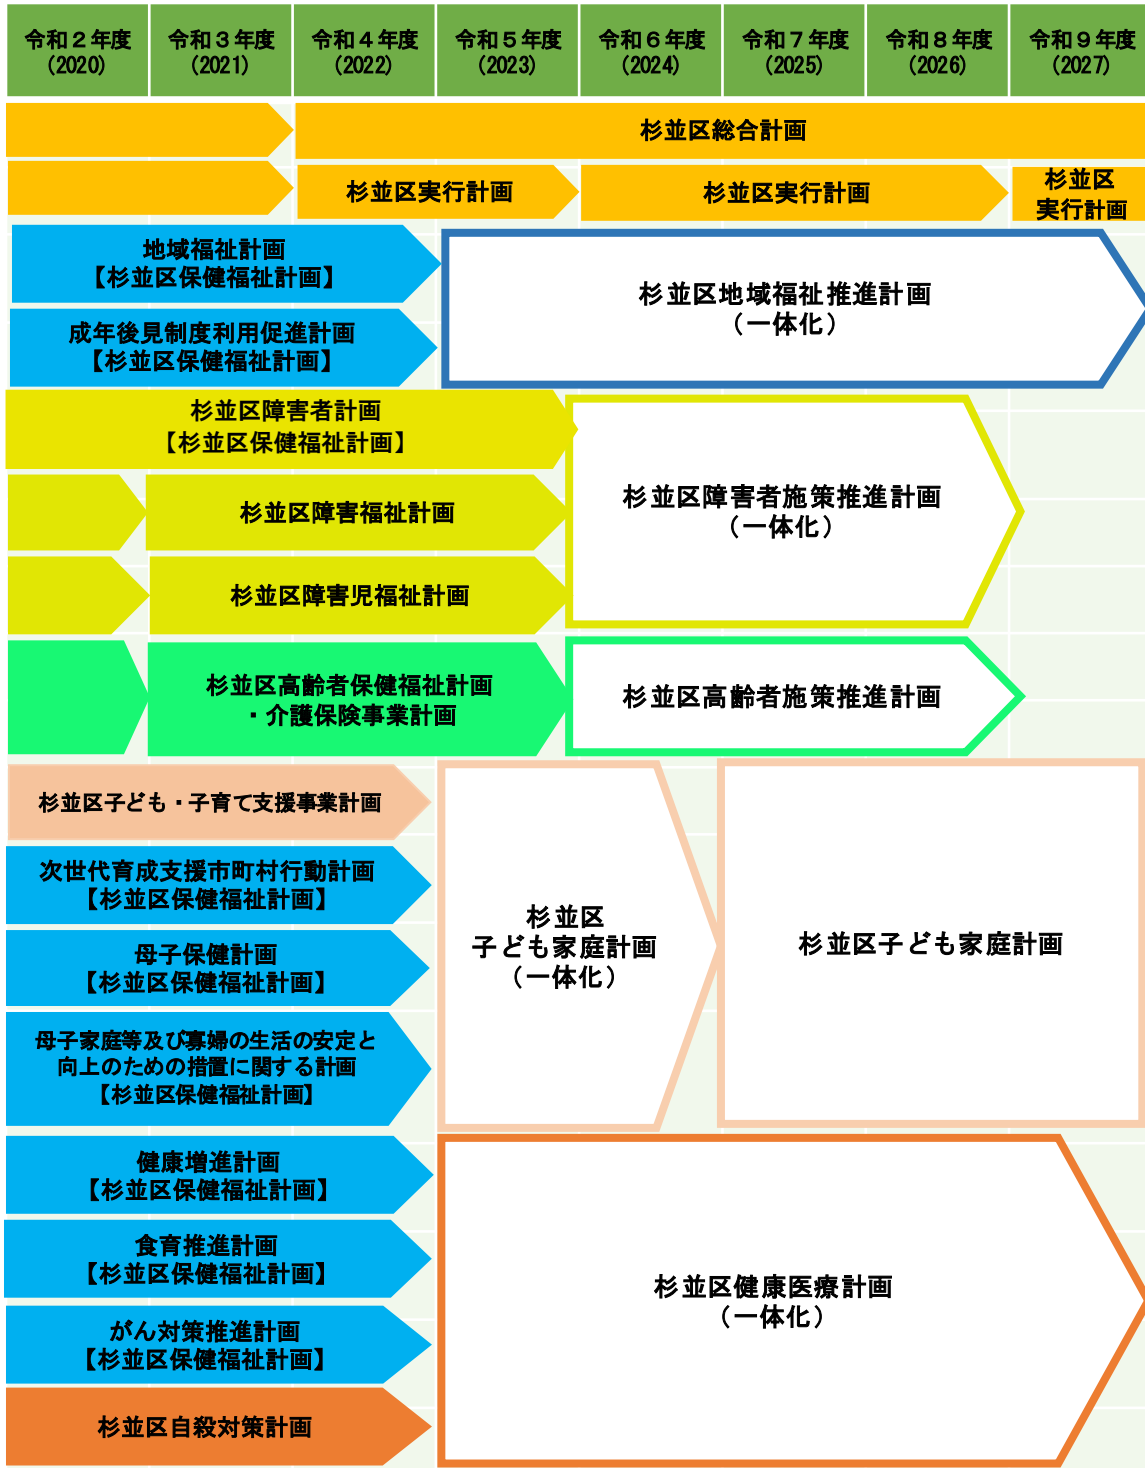 令和２年度
(2020)
令和３年度
(2021)
令和４年度
(2022)
令和５年度
(2023)
令和６年度
(2024)
令和７年度
(2025)
令和８年度
(2026)
令和９年度
(2027)
杉並区総合計画
杉並区実行計画
杉並区実行計画
杉並区
実行計画
地域福祉計画
【杉並区保健福祉計画】
成年後見制度利用促進計画
【杉並区保健福祉計画】
杉並区地域福祉推進計画
（一体化）
杉並区障害者計画
【杉並区保健福祉計画】
杉並区障害福祉計画
杉並区障害児福祉計画
杉並区障害者施策推進計画
（一体化）
杉並区高齢者保健福祉計画
・介護保険事業計画
杉並区高齢者施策推進計画
杉並区子ども・子育て支援事業計画
次世代育成支援市町村行動計画
【杉並区保健福祉計画】
母子保健計画
【杉並区保健福祉計画】
母子家庭等及び寡婦の生活の安定と
向上のための措置に関する計画
【杉並区保健福祉計画】
杉並区
子ども家庭計画
（一体化）
杉並区子ども家庭計画
健康増進計画
【杉並区保健福祉計画】
食育推進計画
【杉並区保健福祉計画】
がん対策推進計画
【杉並区保健福祉計画】
杉並区自殺対策計画
杉並区健康医療計画
（一体化）